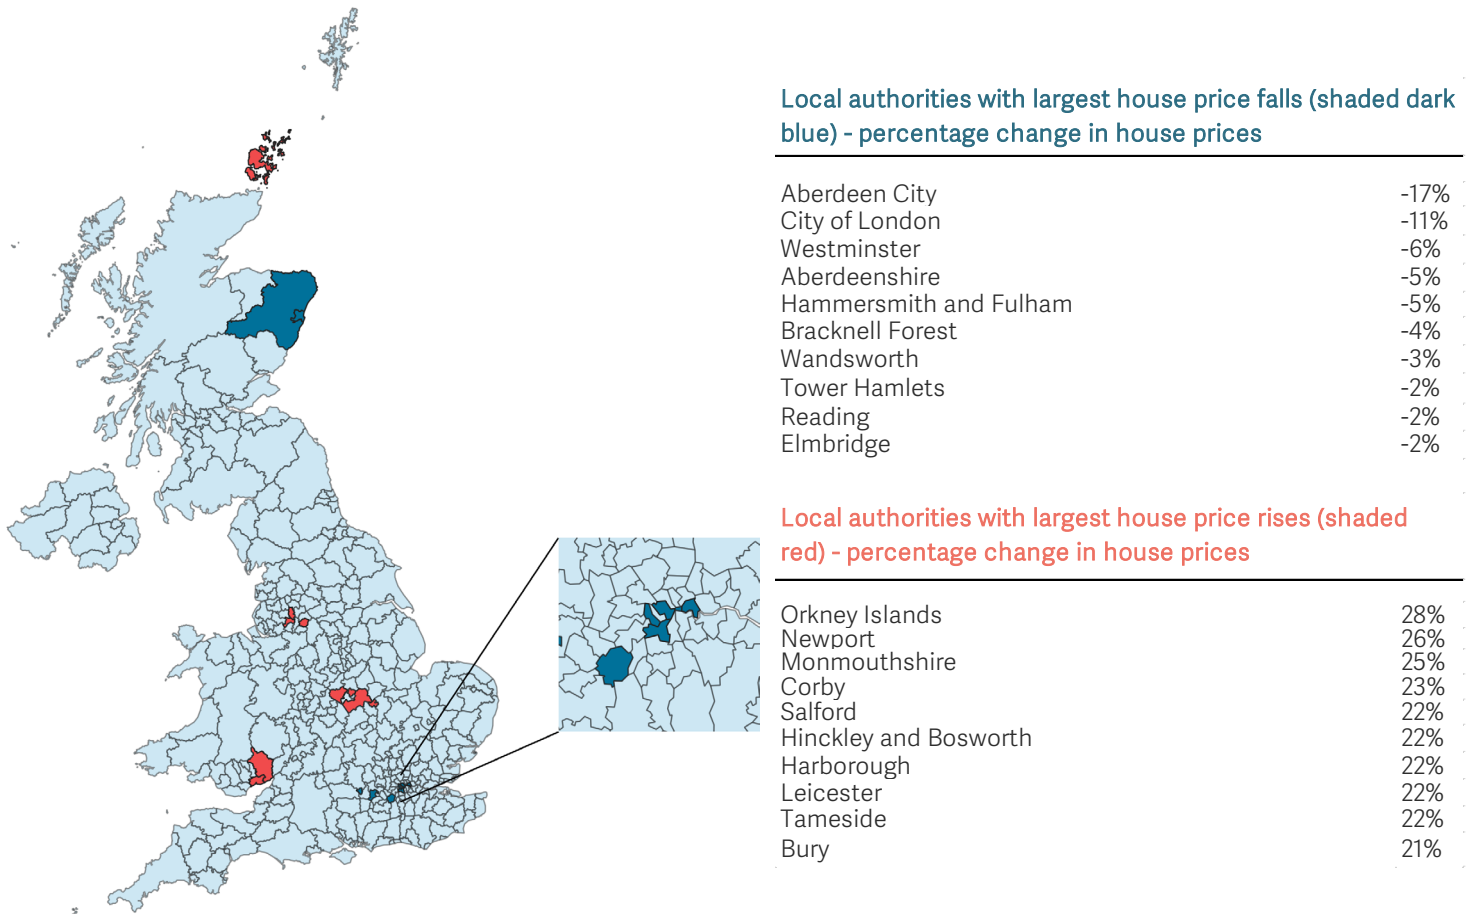 Local authorities with largest house price falls (shaded dark
blue) - percentage change in house prices
Aberdeen City -17%
City of London -11%
Westminster -6%
Aberdeenshire -5%
Hammersmith and Fulham -5%
Bracknell Forest -4%
Wandsworth -3%
Tower Hamlets -2%
Reading -2%
Elmbridge -2%
Local authorities with largest house price rises (shaded
red) - percentage change in house prices
Orkney Islands 28%
Newport 26%
Monmouthshire 25%
Corby 23%
Salford 22%
Hinckley and Bosworth 22%
Harborough 22%
Leicester 22%
Tameside 22%
Bury 21%